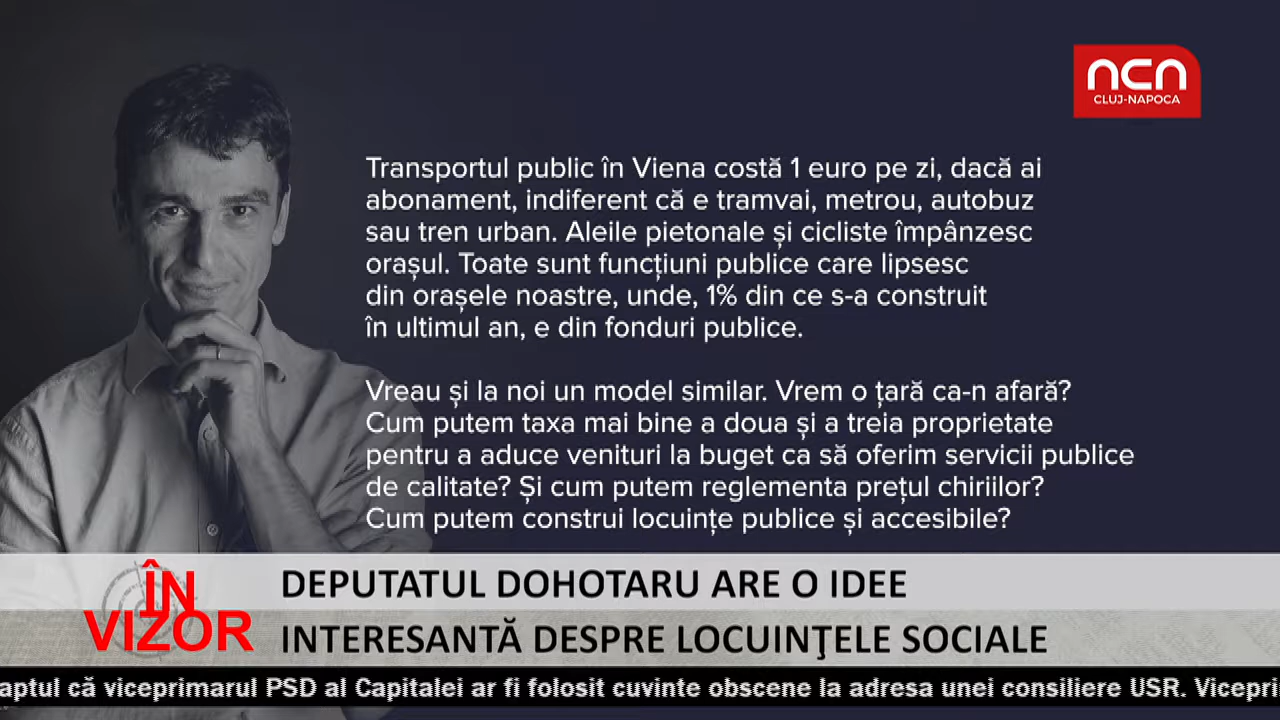 ncn
CLUJ-NAPOCA
Transportul public în Viena costă 1 euro pe zi, dacă ai
abonament, indiferent că e tramvai, metrou, autobuz
sau tren urban. Aleile pietonale și cicliste împânzesc
orașul. Toate sunt funcțiuni publice care lipsesc
din orașele noastre, unde, 1% din ce s-a construit
în ultimul an, e din fonduri publice.
Vreau și la noi un model similar. Vrem o țară ca-n afară?
Cum putem taxa mai bine a doua și a treia proprietate
pentru a aduce venituri la buget ca să oferim servicii publice
de calitate? Și cum putem reglementa prețul chiriilor?
Cum putem construi locuințe publice și accesibile?
ÎN
VIZOR
DEPUTATUL DOHOTARU ARE O IDEE
INTERESANTĂ DESPRE LOCUINŢELE SOCIALE
aptul că viceprimarul PSD al Capitalei ar fi folosit cuvinte obscene la adresa unei consiliere USR. Vicepri